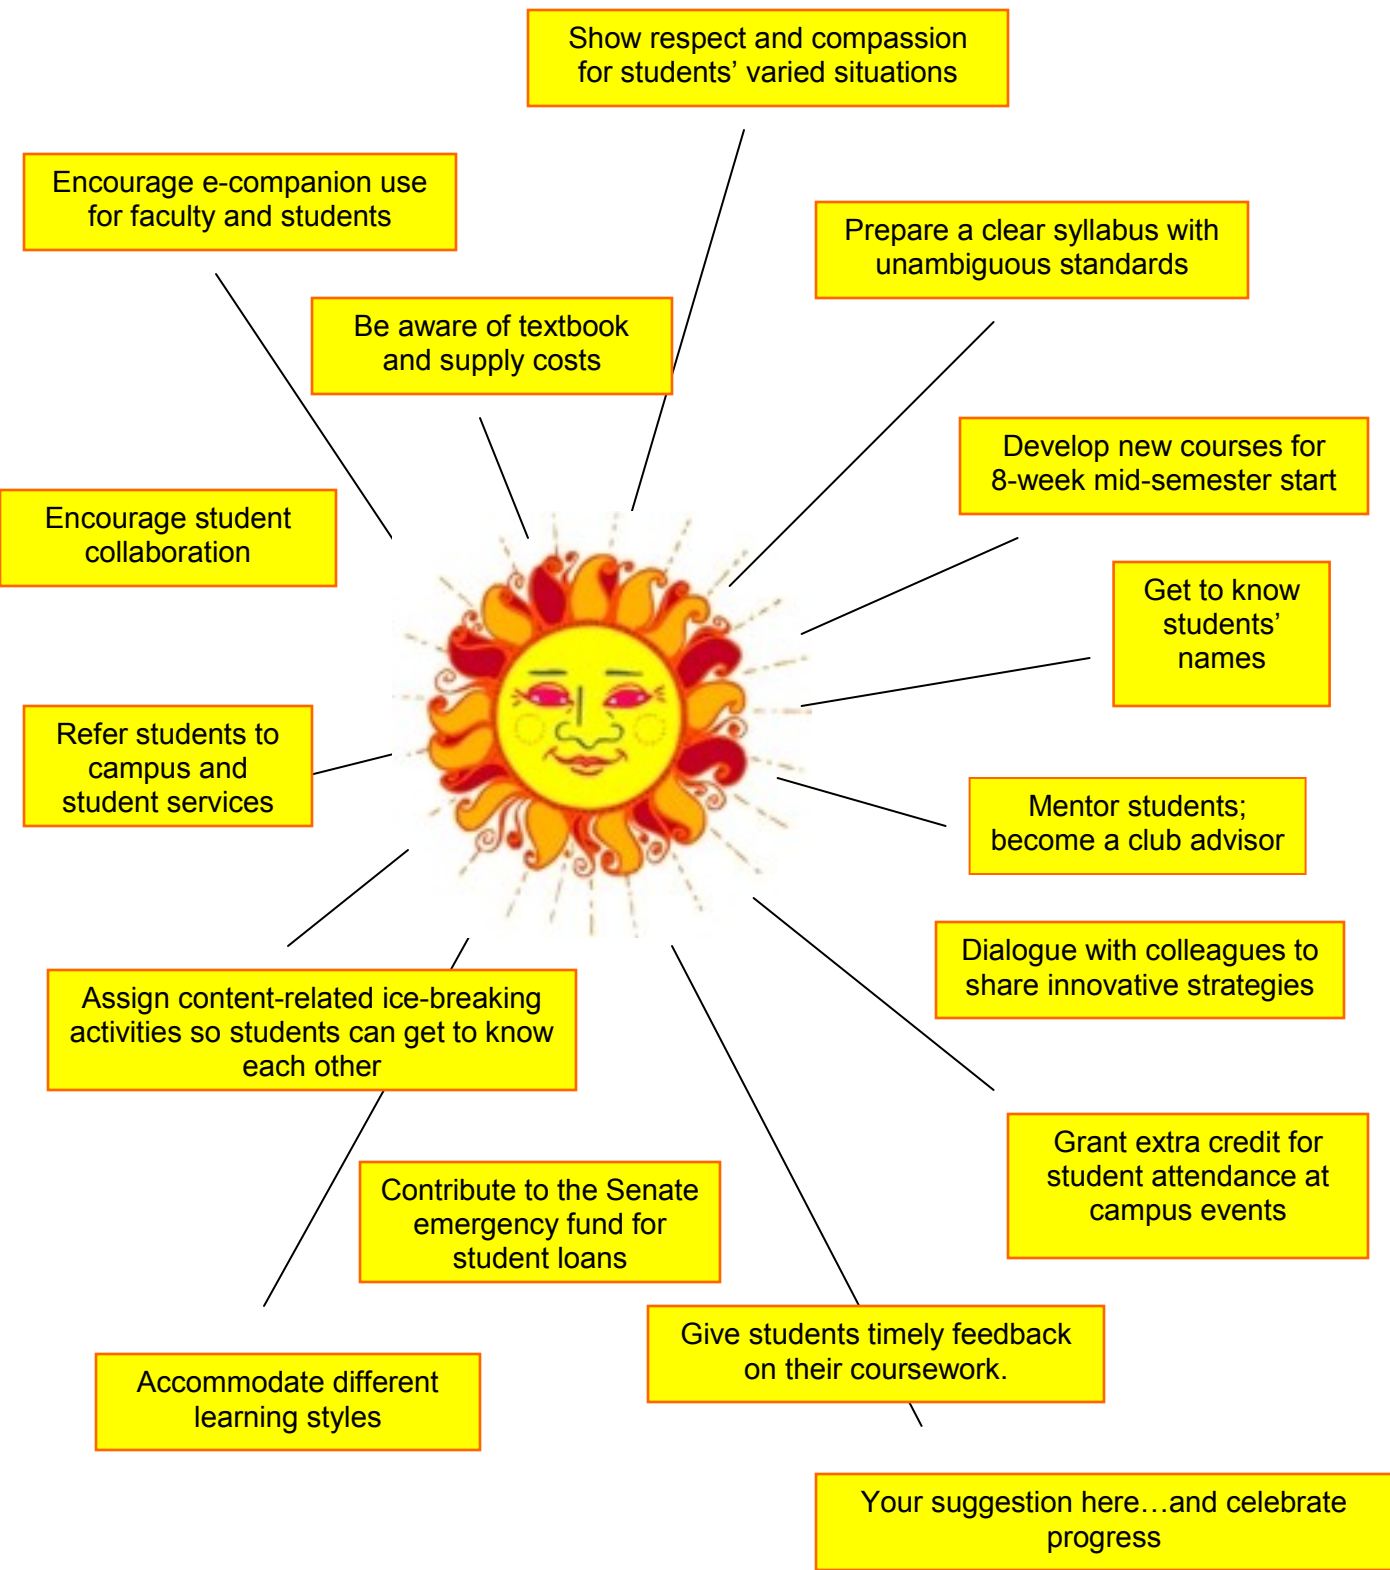 Show respect and compassion
for students’ varied situations
Encourage e-companion use
for faculty and students
Prepare a clear syllabus with
unambiguous standards
Be aware of textbook
and supply costs
Develop new courses for
8-week mid-semester start
Encourage student
collaboration
Get to know
students’
names
Refer students to
campus and
student services
Mentor students;
become a club advisor
Dialogue with colleagues to
share innovative strategies
Assign content-related ice-breaking
activities so students can get to know
each other
Grant extra credit for
student attendance at
campus events
Contribute to the Senate
emergency fund for
student loans
Give students timely feedback
on their coursework.
Accommodate different
learning styles
Your suggestion here…and celebrate
progress